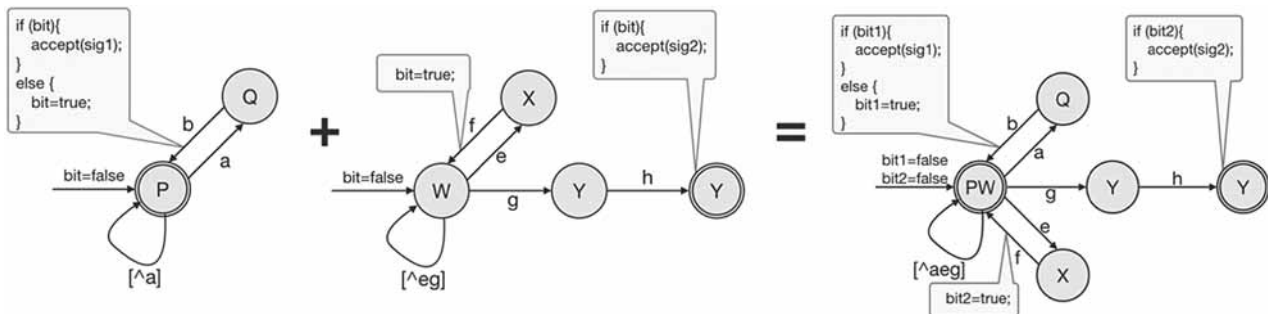 if (bit){
accept(sig1);
}
else {
bit=true;
}
Q
b
a
bit=false
P
[^a]
+
bit=true;
X
f
e
bit=false
W
g
Y
h
Y
[^eg]
if (bit){
accept(sig2);
}
=
if (bit1){
accept(sig1);
}
else {
bit1=true;
}
Q
b
a
bit1=false
bit2=false
PW
g
Y
h
Y
e
f
X
[^aeg]
bit2=true;
if (bit2){
accept(sig2);
}